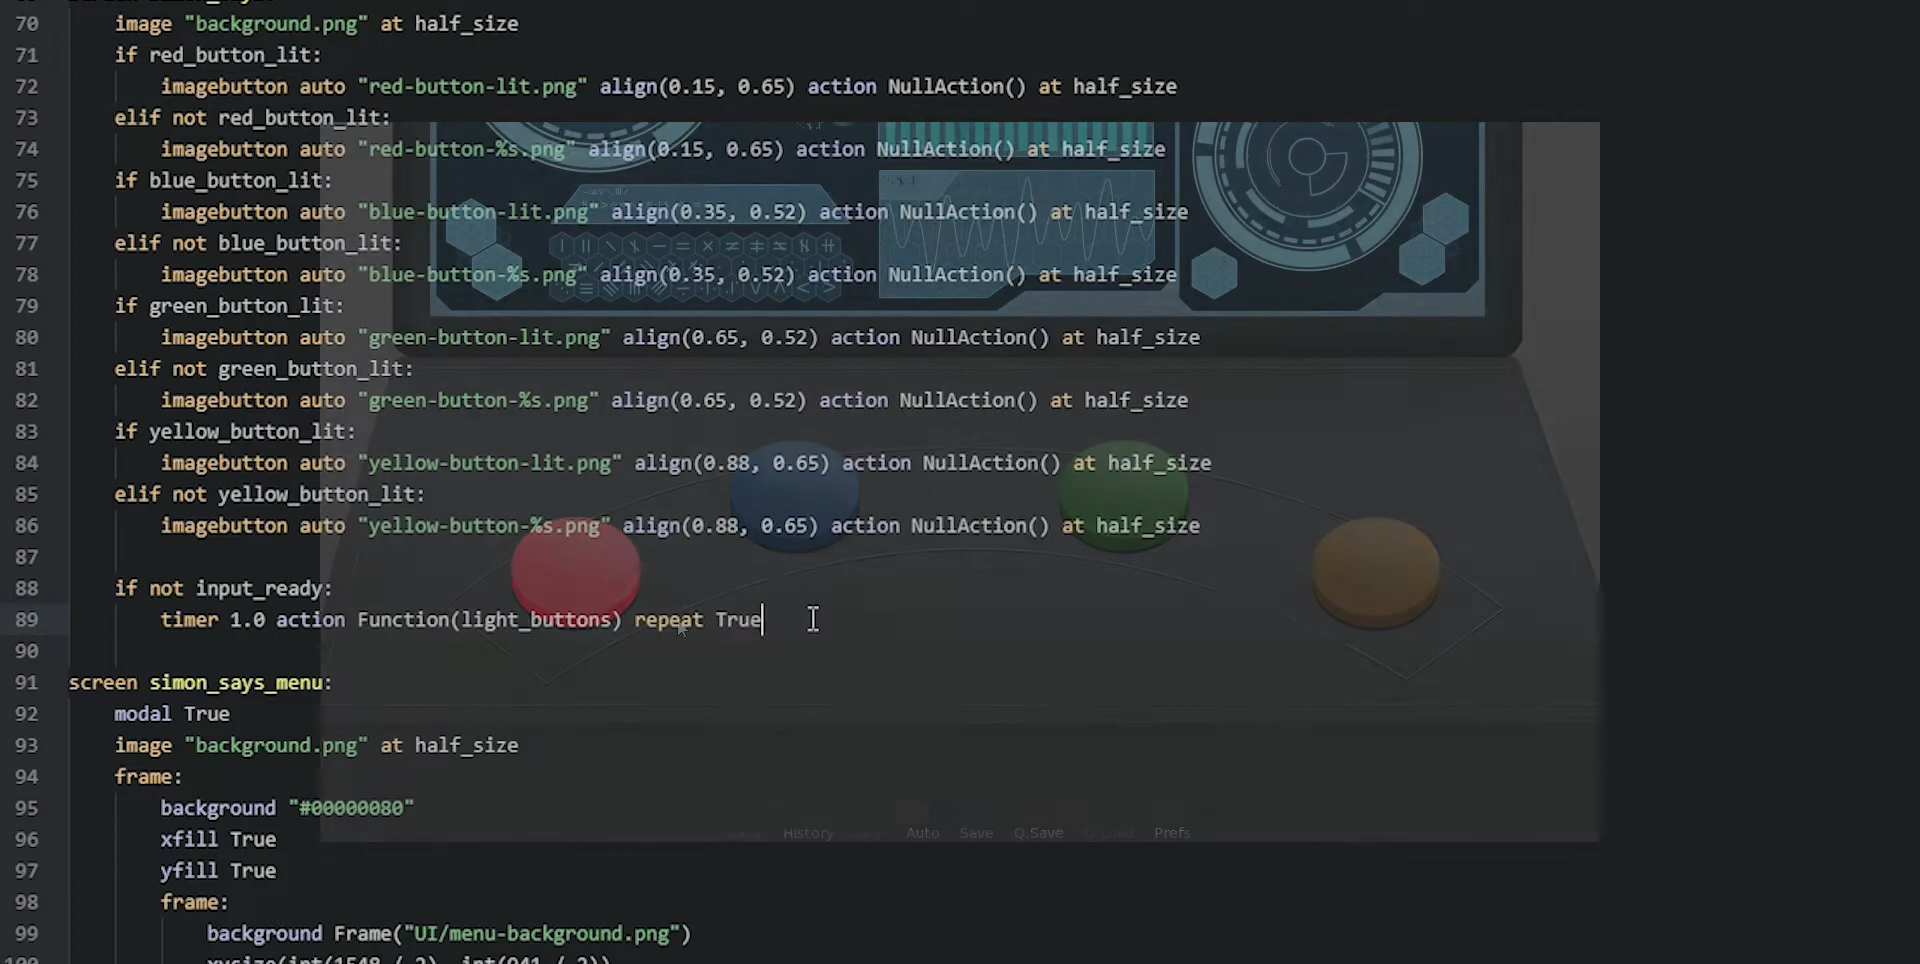 70 image "background.png" at half_size
71 if red_button_lit:
72 imagebutton auto "red-button-lit.png" align(0.15, 0.65) action NullAction() at half_size
73 elif not red_button_lit:
74 imagebutton auto "red-button-%s.png" align(0.15, 0.65) action NullAction() at half_size
75 if blue_button_lit:
76 imagebutton auto "blue-button-lit.png" align(0.35, 0.52) action NullAction() at half_size
77 elif not blue_button_lit:
78 imagebutton auto "blue-button-%s.png" align(0.35, 0.52) action NullAction() at half_size
79 if green_button_lit:
80 imagebutton auto "green-button-lit.png" align(0.65, 0.52) action NullAction() at half_size
81 elif not green_button_lit:
82 imagebutton auto "green-button-%s.png" align(0.65, 0.52) action NullAction() at half_size
83 if yellow_button_lit:
84 imagebutton auto "yellow-button-lit.png" align(0.88, 0.65) action NullAction() at half_size
85 elif not yellow_button_lit:
86 imagebutton auto "yellow-button-%s.png" align(0.88, 0.65) action NullAction() at half_size
87
88 if not input_ready:
89 timer 1.0 action Function(light_buttons) repeat True
90
91 screen simon_says_menu:
92 modal True
93 image "background.png" at half_size
94 frame:
95 background "#00000080"
History Auto Save Q.Save Prefs
96 xfill True
97 yfill True
98 frame:
99 background Frame("UI/menu-background.png")